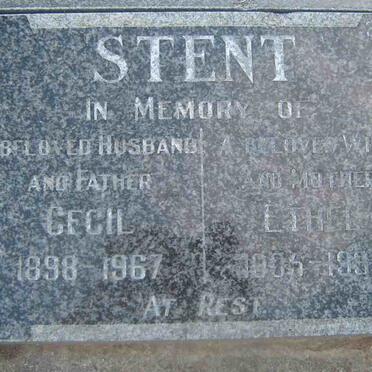 STENT
IN MEMORY OF
BELOVED HUSBAND A BELOVED
AND FATHER AND MOTHER
CECIL ETHEL
1898-1967
AT REST